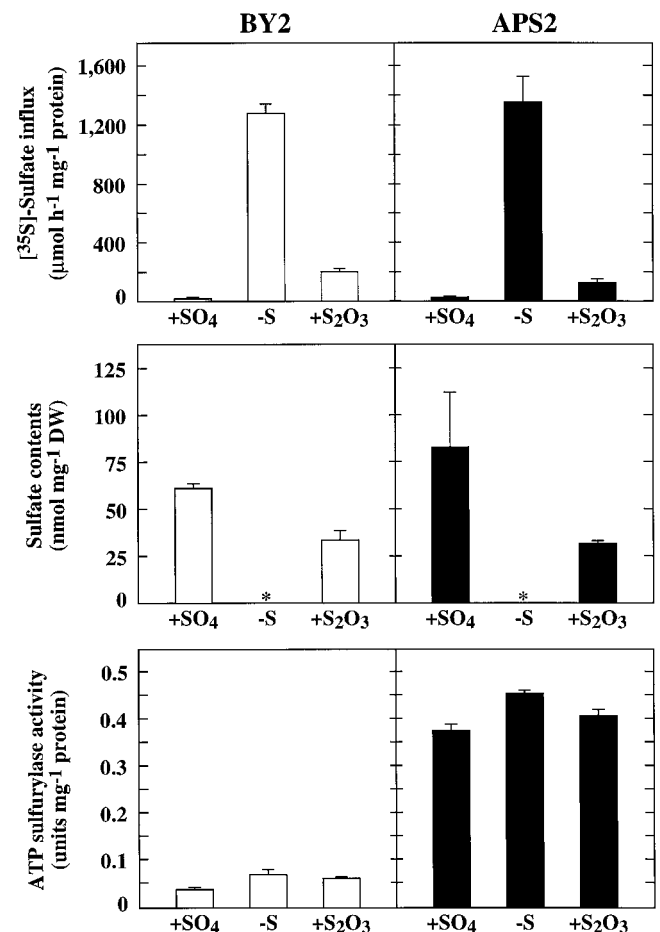 BY2 APS2
[³⁵S]-Sulfate influx
(μmol h⁻¹ mg⁻¹ protein)
1,600
1,200
800
400
0
+SO₄ -S +S₂O₃ +SO₄ -S +S₂O₃
Sulfate contents
(nmol mg⁻¹ DW)
125
100
75
50
25
0
* *
+SO₄ -S +S₂O₃ +SO₄ -S +S₂O₃
ATP sulfurylase activity
(units mg⁻¹ protein)
0.5
0.4
0.3
0.2
0.1
0
+SO₄ -S +S₂O₃ +SO₄ -S +S₂O₃